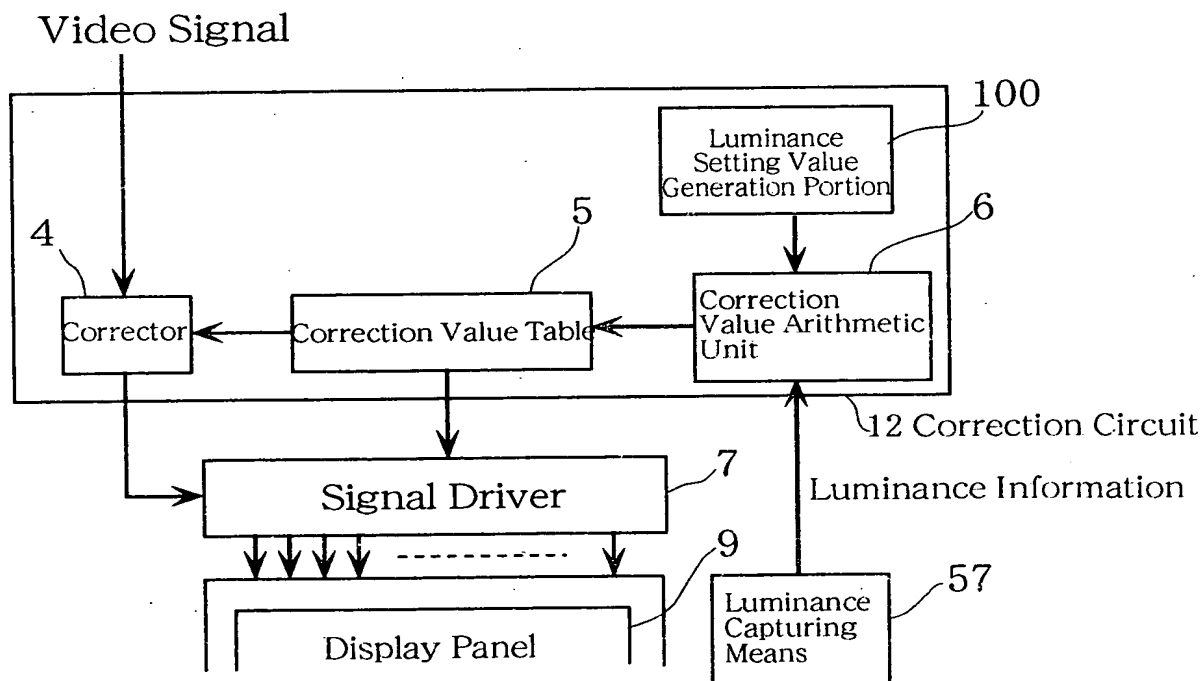 Video Signal
100
Luminance
Setting Value
Generation Portion
4
5
6
Corrector
Correction Value Table
Correction
Value Arithmetic
Unit
12 Correction Circuit
7
Signal Driver
Luminance Information
9
57
Display Panel
Luminance
Capturing
Means